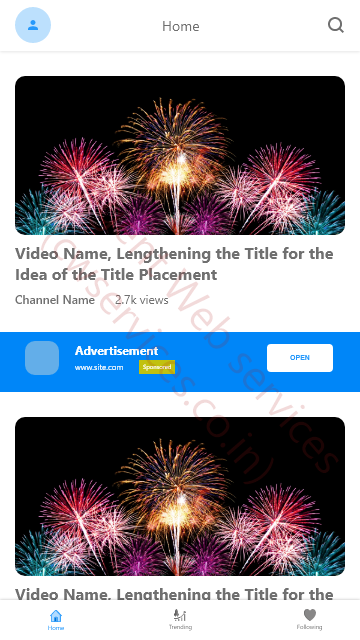 Home
Video Name, Lengthening the Title for the
Idea of the Title Placement
Channel Name 2.7k views
Advertisement
www.site.com Sponsored
OPEN
Web services
services.co.in)
Video Name, Lengthening the Title for the
Home Trending Following